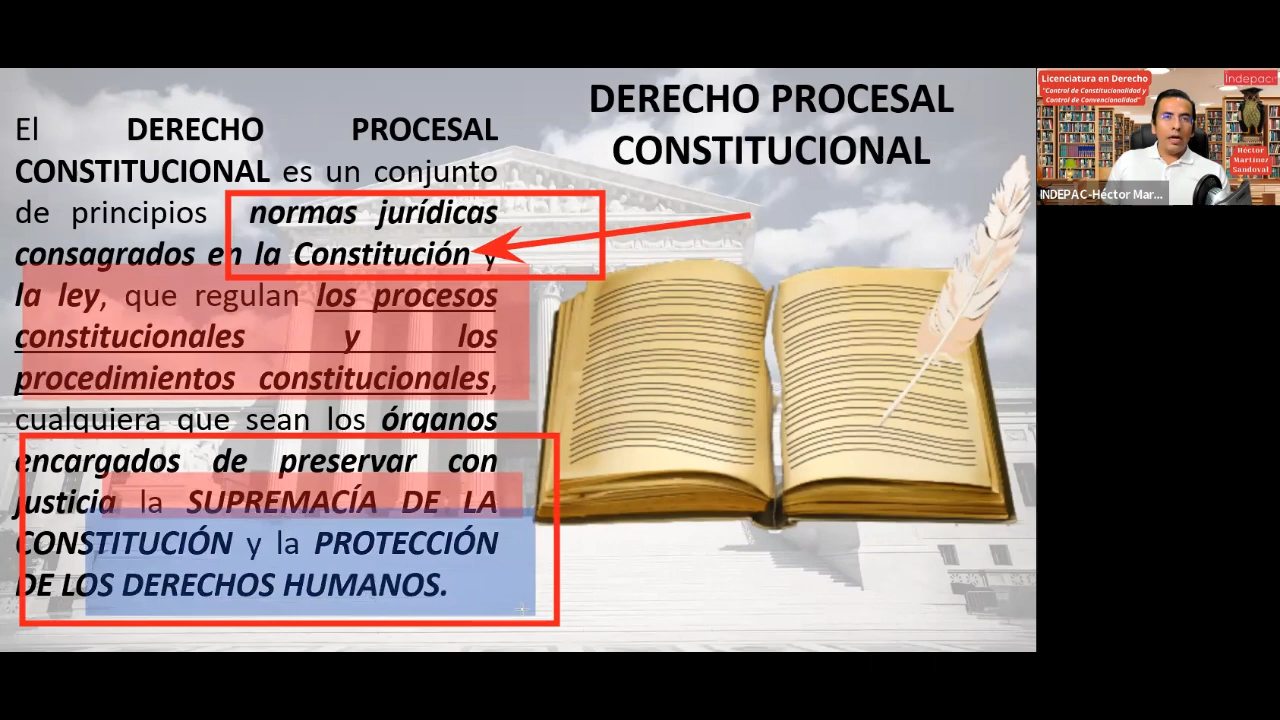 DERECHO PROCESAL
CONSTITUCIONAL
El DERECHO PROCESAL
CONSTITUCIONAL es un conjunto
de principios normas jurídicas
consagrados en la Constitución y
la ley, que regulan los procesos
constitucionales y los
procedimientos constitucionales,
cualquiera que sean los órganos
encargados de preservar con
justicia la SUPREMACÍA DE LA
CONSTITUCIÓN y la PROTECCIÓN
DE LOS DERECHOS HUMANOS.
Licenciatura en Derecho
"Control de Constitucionalidad y
Control de Convencionalidad"
Indepac
Héctor
Martínez
Sandoval
INDEPAC-Héctor Mar...